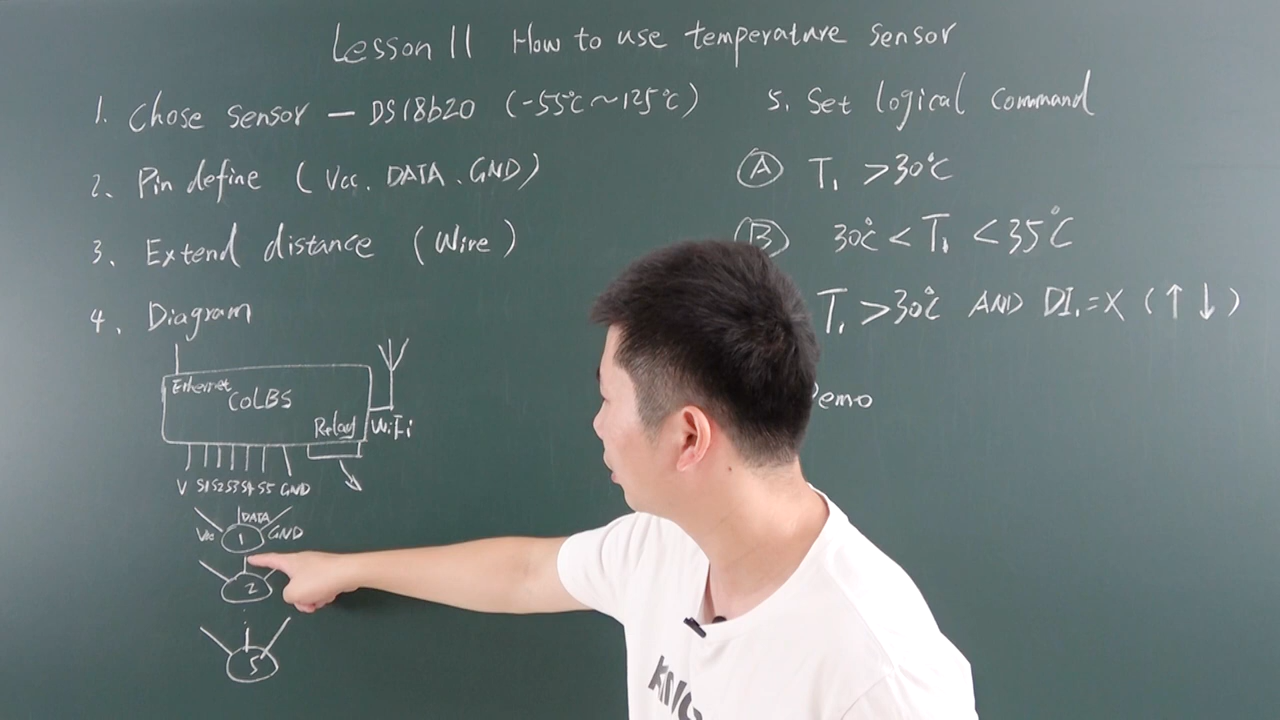 Lesson 11 How to use temperature sensor
1. Chose sensor — DS18b20 (-55℃~125℃)
2. Pin define (Vcc、DATA、GND)
3. Extend distance (Wire)
4. Diagram
Ethernet
CoLBS
Relay
WiFi
V S1 S2 S3 S4 S5 GND
DATA
Vcc 1 GND
2
5
5. Set logical command
A T₁ >30℃
B 30℃ < T₁ < 35℃
T₁ >30℃ AND DI₁=X (↑↓)
Demo
KING